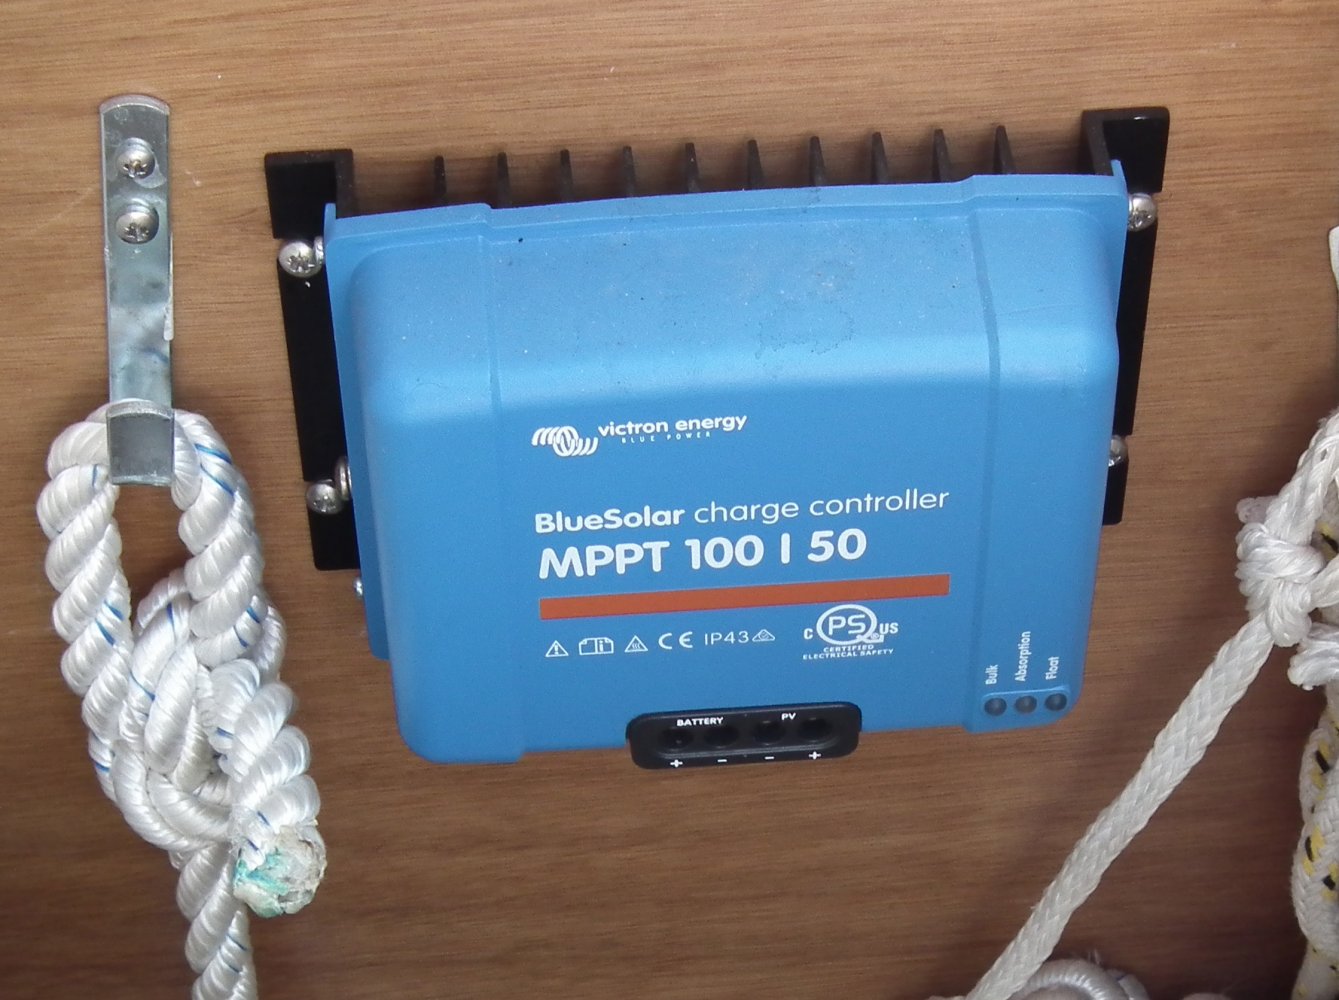 victron energy
BLUE POWER
BlueSolar charge controller
MPPT 100 | 50
CE IP43
c PS US
CERTIFIED
ELECTRICAL SAFETY
Bulk
Absorption
Float
BATTERY PV
+ - - +